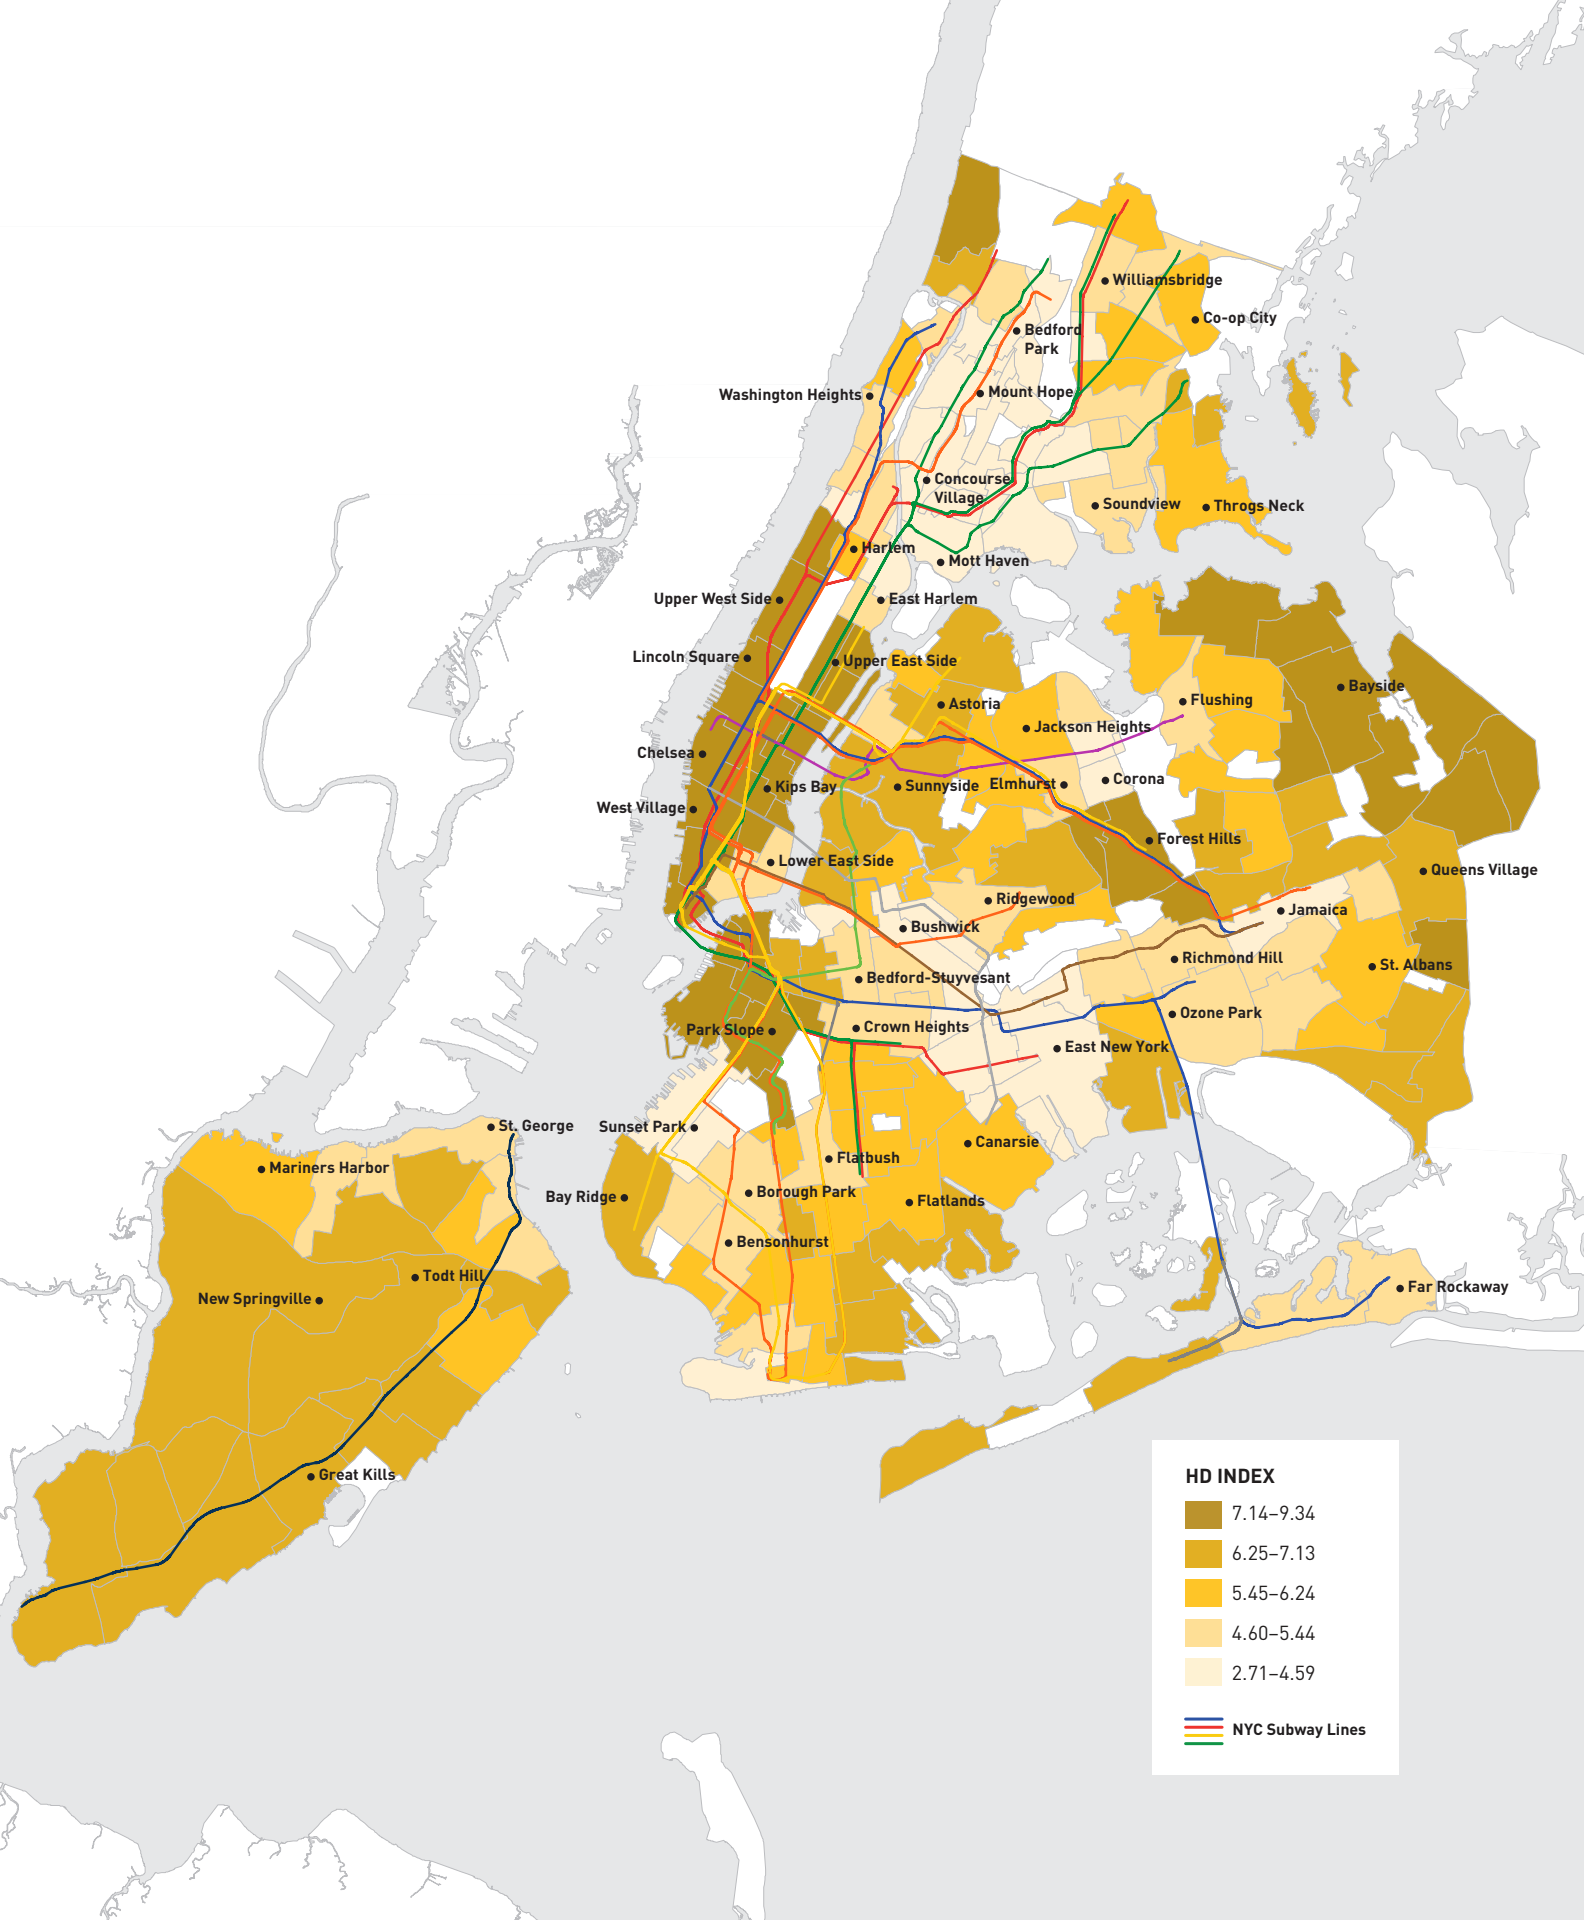 Williamsbridge
Co-op City
Bedford
Park
Washington Heights
Mount Hope
Concourse
Village
Soundview
Throgs Neck
Harlem
Mott Haven
Upper West Side
East Harlem
Lincoln Square
Upper East Side
Bayside
Astoria
Flushing
Jackson Heights
Chelsea
Kips Bay
Sunnyside
Elmhurst
Corona
West Village
Forest Hills
Lower East Side
Queens Village
Ridgewood
Jamaica
Bushwick
Richmond Hill
St. Albans
Bedford-Stuyvesant
Ozone Park
Park Slope
Crown Heights
East New York
St. George
Sunset Park
Canarsie
Mariners Harbor
Flatbush
Bay Ridge
Borough Park
Flatlands
Bensonhurst
Todt Hill
New Springville
Far Rockaway
Great Kills
HD INDEX
7.14–9.34
6.25–7.13
5.45–6.24
4.60–5.44
2.71–4.59
NYC Subway Lines